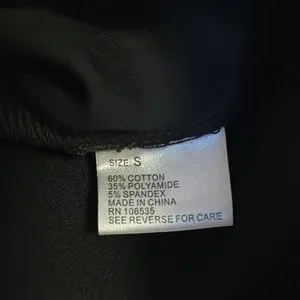 SIZE: S
60% COTTON
35% POLYAMIDE
5% SPANDEX
MADE IN CHINA
RN 106535
SEE REVERSE FOR CARE